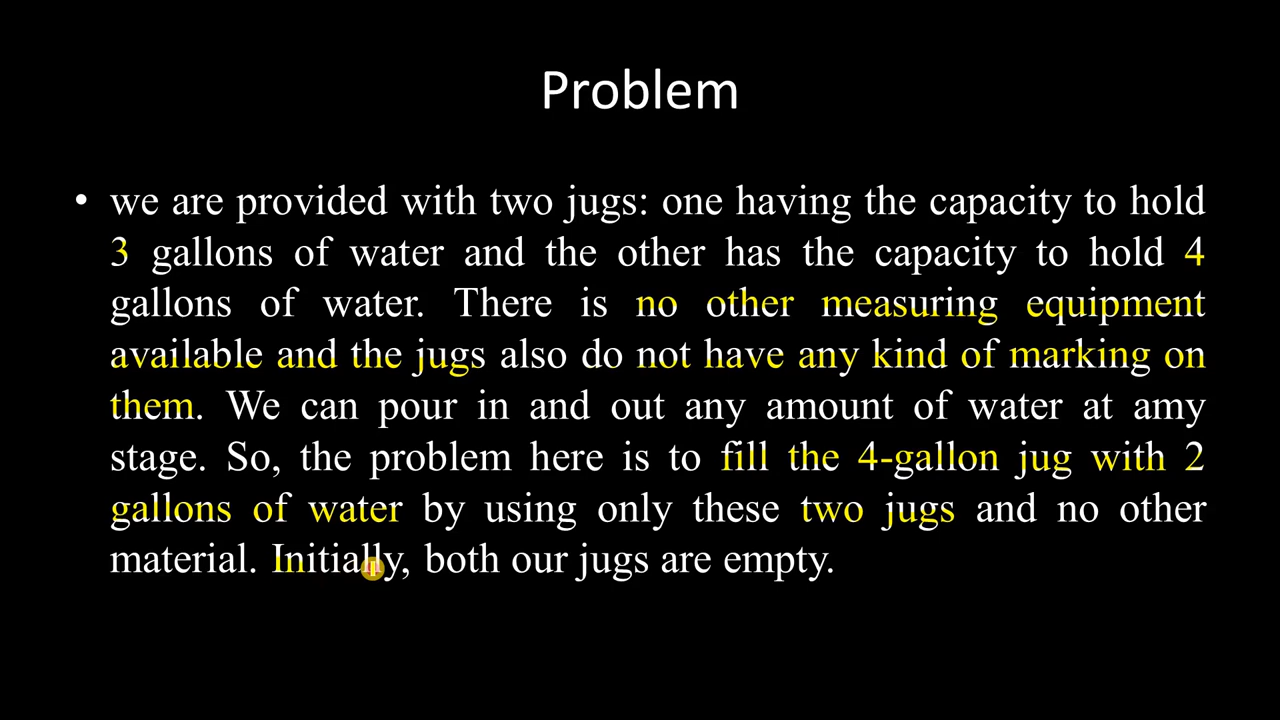 Problem
• we are provided with two jugs: one having the capacity to hold
3 gallons of water and the other has the capacity to hold 4
gallons of water. There is no other measuring equipment
available and the jugs also do not have any kind of marking on
them. We can pour in and out any amount of water at amy
stage. So, the problem here is to fill the 4-gallon jug with 2
gallons of water by using only these two jugs and no other
material. Initially, both our jugs are empty.